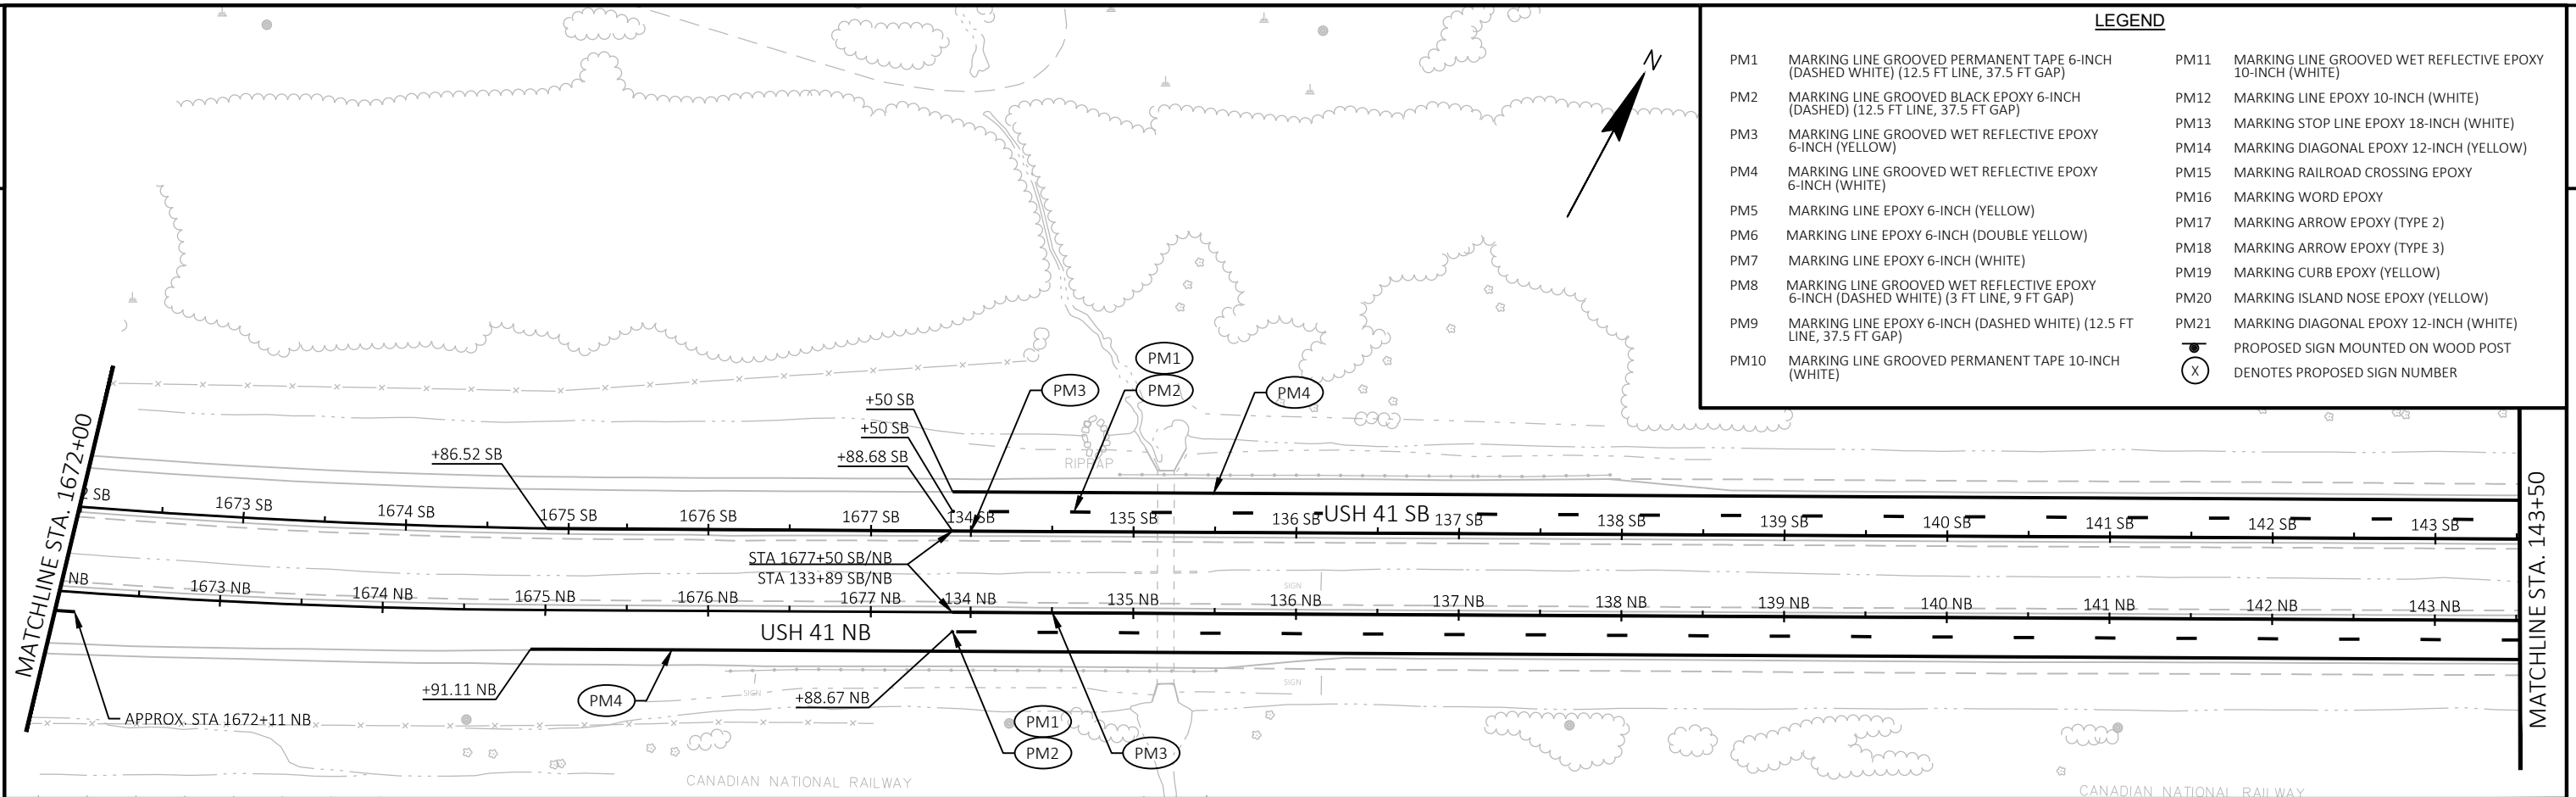 LEGEND
PM1 MARKING LINE GROOVED PERMANENT TAPE 6-INCH
(DASHED WHITE) (12.5 FT LINE, 37.5 FT GAP)
PM2 MARKING LINE GROOVED BLACK EPOXY 6-INCH
(DASHED) (12.5 FT LINE, 37.5 FT GAP)
PM3 MARKING LINE GROOVED WET REFLECTIVE EPOXY
6-INCH (YELLOW)
PM4 MARKING LINE GROOVED WET REFLECTIVE EPOXY
6-INCH (WHITE)
PM5 MARKING LINE EPOXY 6-INCH (YELLOW)
PM6 MARKING LINE EPOXY 6-INCH (DOUBLE YELLOW)
PM7 MARKING LINE EPOXY 6-INCH (WHITE)
PM8 MARKING LINE GROOVED WET REFLECTIVE EPOXY
6-INCH (DASHED WHITE) (3 FT LINE, 9 FT GAP)
PM9 MARKING LINE EPOXY 6-INCH (DASHED WHITE) (12.5 FT
LINE, 37.5 FT GAP)
PM10 MARKING LINE GROOVED PERMANENT TAPE 10-INCH
(WHITE)
PM11 MARKING LINE GROOVED WET REFLECTIVE EPOXY
10-INCH (WHITE)
PM12 MARKING LINE EPOXY 10-INCH (WHITE)
PM13 MARKING STOP LINE EPOXY 18-INCH (WHITE)
PM14 MARKING DIAGONAL EPOXY 12-INCH (YELLOW)
PM15 MARKING RAILROAD CROSSING EPOXY
PM16 MARKING WORD EPOXY
PM17 MARKING ARROW EPOXY (TYPE 2)
PM18 MARKING ARROW EPOXY (TYPE 3)
PM19 MARKING CURB EPOXY (YELLOW)
PM20 MARKING ISLAND NOSE EPOXY (YELLOW)
PM21 MARKING DIAGONAL EPOXY 12-INCH (WHITE)
PROPOSED SIGN MOUNTED ON WOOD POST
X DENOTES PROPOSED SIGN NUMBER
N
PM1
PM3 PM2 PM4
+50 SB
+50 SB
+88.68 SB
+86.52 SB
RIPRAP
MATCHLINE STA. 1672+00
2 SB 1673 SB 1674 SB 1675 SB 1676 SB 1677 SB 134 SB 135 SB 136 SB USH 41 SB 137 SB 138 SB 139 SB 140 SB 141 SB 142 SB 143 SB
MATCHLINE STA. 143+50
STA 1677+50 SB/NB
STA 133+89 SB/NB
SIGN
NB 1673 NB 1674 NB 1675 NB 1676 NB 1677 NB 134 NB 135 NB 136 NB 137 NB 138 NB 139 NB 140 NB 141 NB 142 NB 143 NB
USH 41 NB
+91.11 NB
PM4
SIGN
+88.67 NB
SIGN
APPROX. STA 1672+11 NB
PM1
PM2 PM3
CANADIAN NATIONAL RAILWAY
CANADIAN NATIONAL RAILWAY